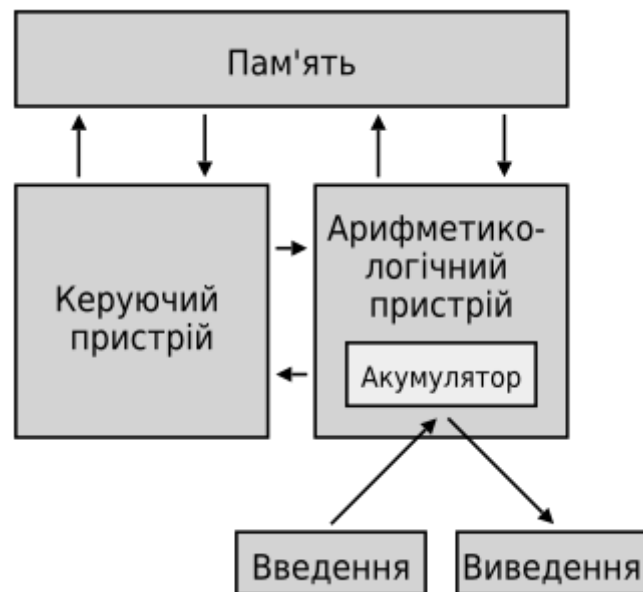 Пам'ять
Керуючий
пристрій
Арифметико-
логічний
пристрій
Акумулятор
Введення
Виведення